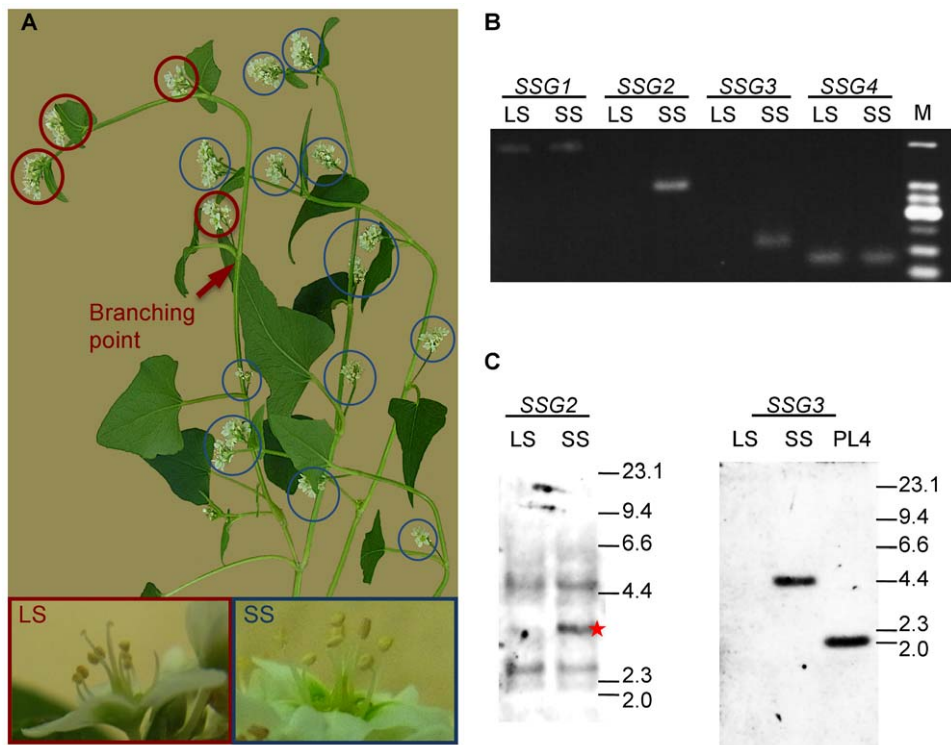 A
Branching
point
LS
SS
B
SSG1 SSG2 SSG3 SSG4
LS SS LS SS LS SS LS SS M
C
SSG2
LS SS
23.1
9.4
6.6
4.4
2.3
2.0
SSG3
LS SS PL4
23.1
9.4
6.6
4.4
2.3
2.0